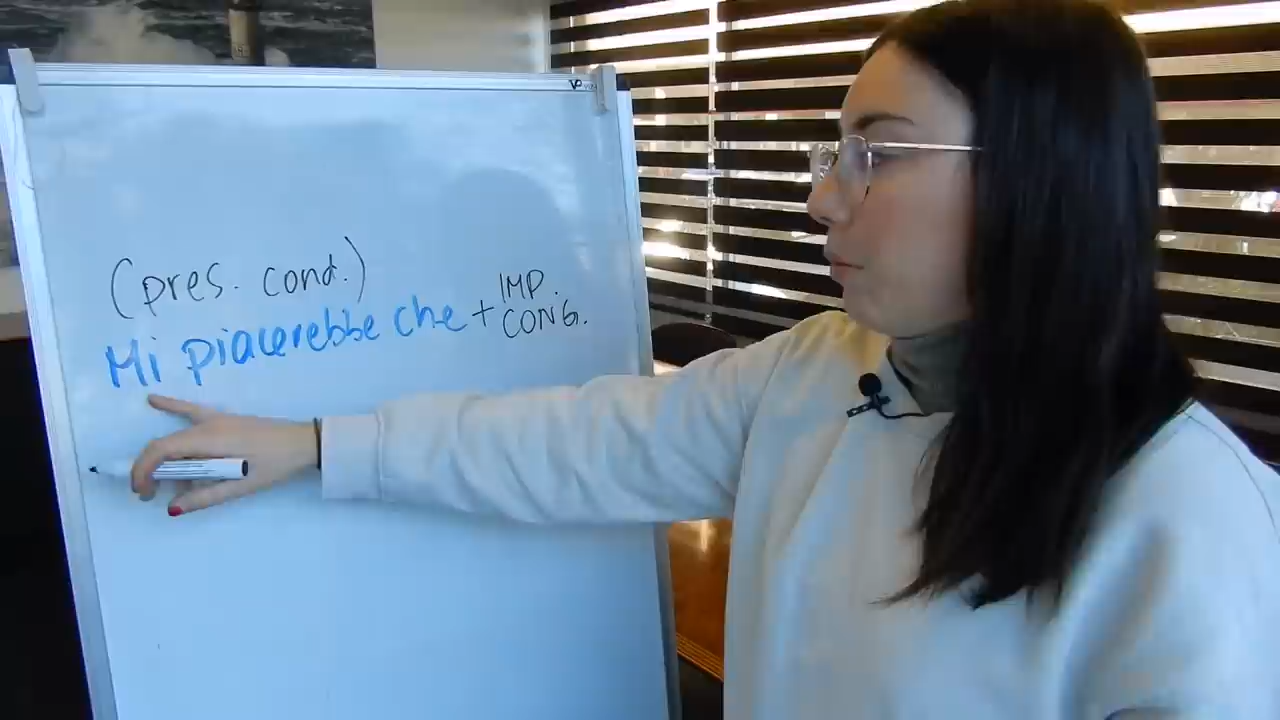 (pres. cond.)
Mi piacerebbe che + IMP.
CONG.